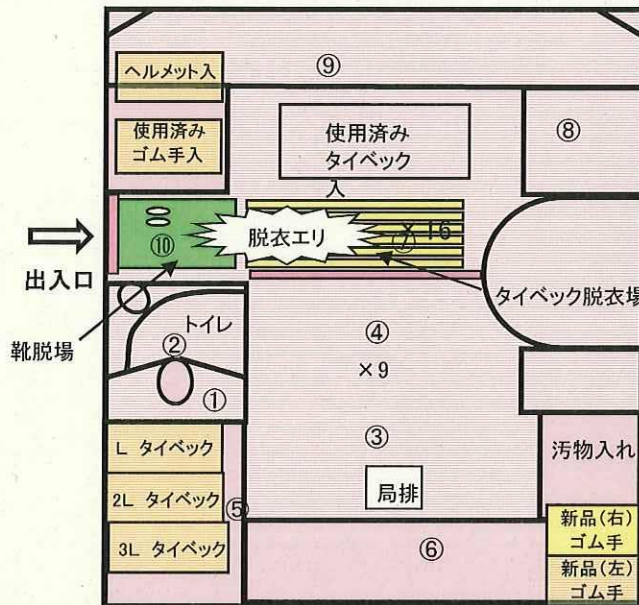 ⑨
ヘルメット入
使用済み
ゴム手入
使用済み
タイベック
入
⑧
出入口
⑩
脱衣エリ
⑦
×16
タイベック脱衣場
靴脱場
トイレ
②
①
④
×9
③
局排
L タイベック
2L タイベック
3L タイベック
⑤
⑥
汚物入れ
新品(右)
ゴム手
新品(左)
ゴム手